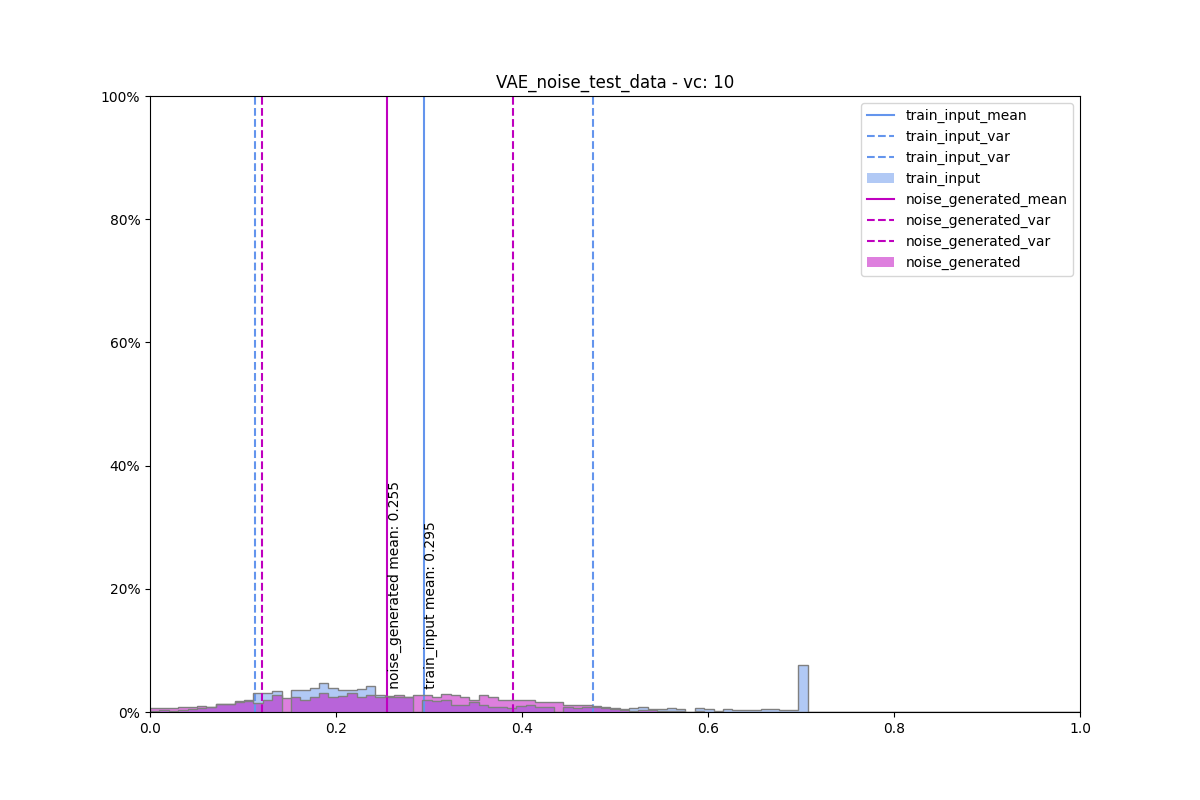 VAE_noise_test_data - vc: 10
100%
80%
60%
40%
20%
0%
train_input_mean
train_input_var
train_input_var
train_input
noise_generated_mean
noise_generated_var
noise_generated_var
noise_generated
noise_generated mean: 0.255
train_input mean: 0.295
0.0
0.2
0.4
0.6
0.8
1.0